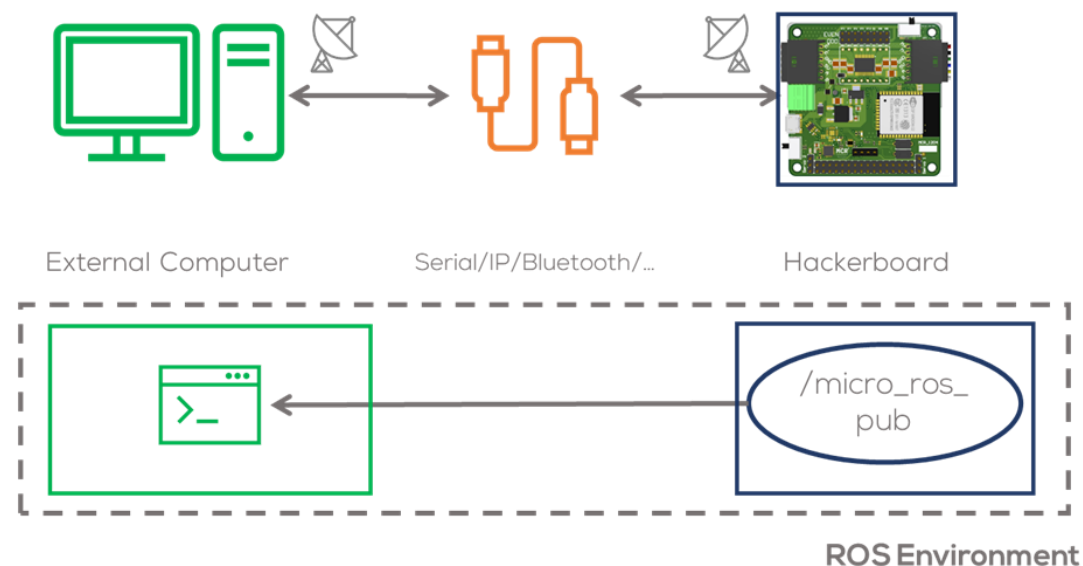 External Computer
Serial/IP/Bluetooth/...
Hackerboard
>_
/micro_ros_
pub
ROS Environment